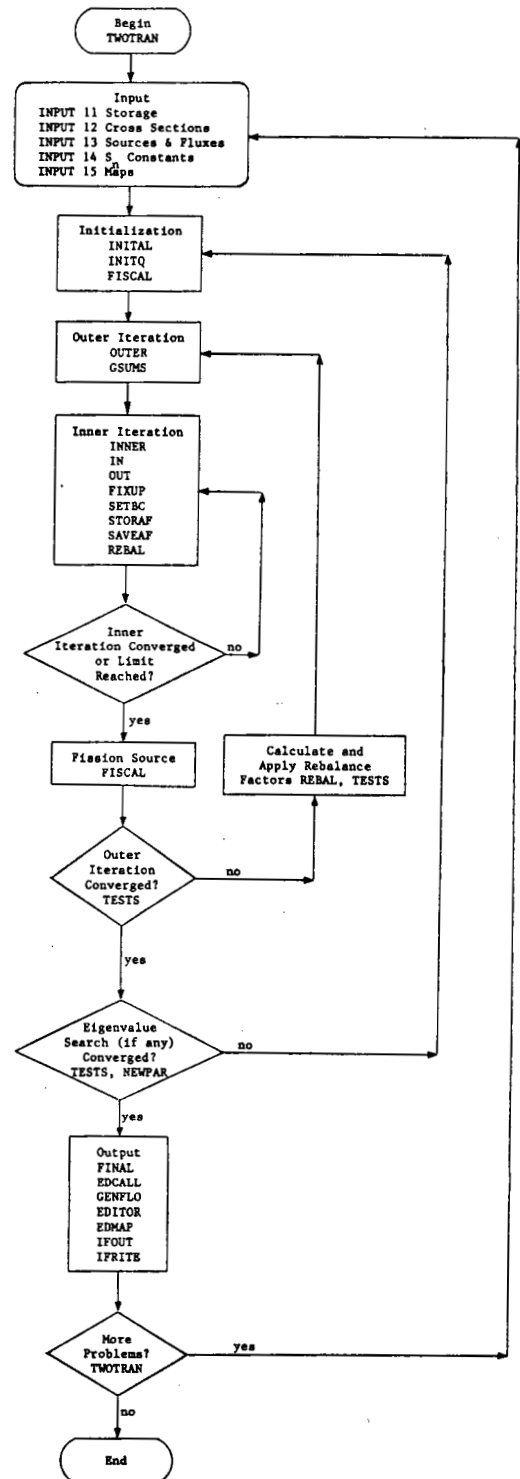 Begin
TWOTRAN
Input
INPUT 11 Storage
INPUT 12 Cross Sections
INPUT 13 Sources & Fluxes
INPUT 14 Sn Constants
INPUT 15 Maps
Initialization
INITAL
INITQ
FISCAL
Outer Iteration
OUTER
GSUMS
Inner Iteration
INNER
IN
OUT
FIXUP
SETBC
STORAF
SAVEAF
REBAL
Inner
Iteration Converged
or Limit
Reached?
no
yes
Fission Source
FISCAL
Calculate and
Apply Rebalance
Factors REBAL, TESTS
Outer
Iteration
Converged?
TESTS
no
yes
Eigenvalue
Search (if any)
Converged?
TESTS, NEWPAR
no
yes
Output
FINAL
EDCALL
GENFLO
EDITOR
EDMAP
IFOUT
IFRITE
More
Problems?
TWOTRAN
yes
no
End